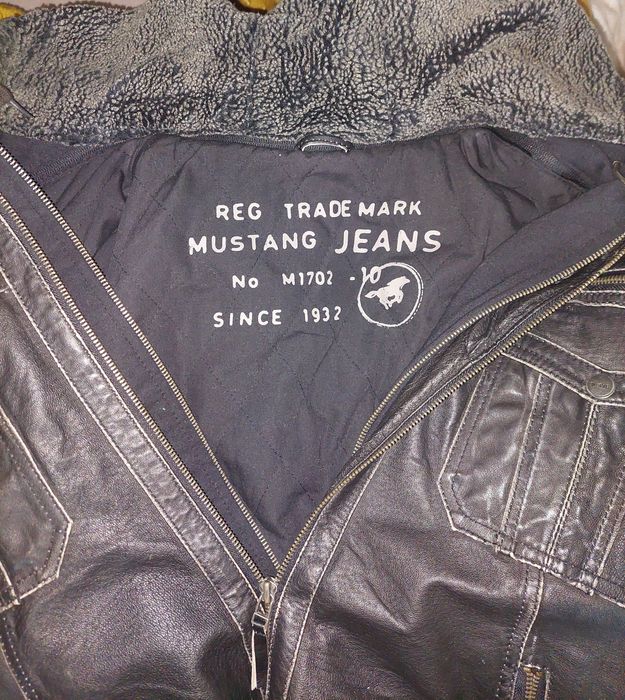 REG TRADE MARK
MUSTANG JEANS
No M1702 -10
SINCE 1932